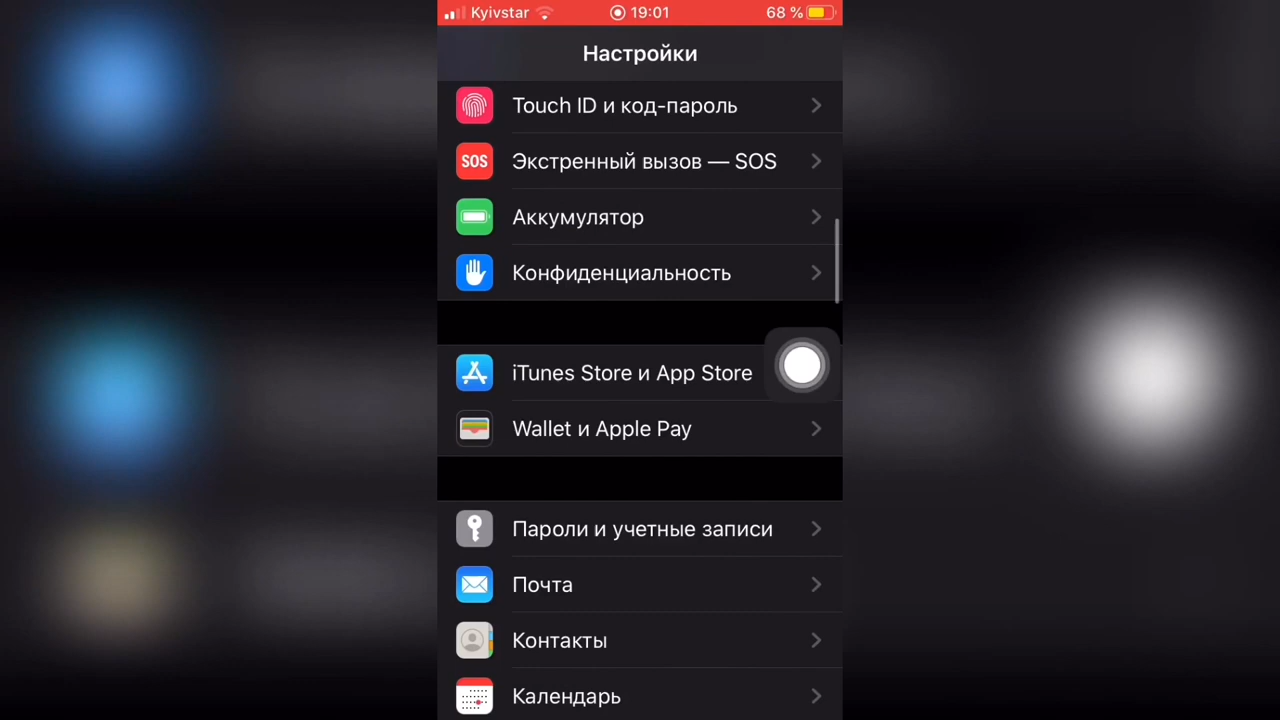 Kyivstar 19:01 68 %
Настройки
Touch ID и код-пароль
SOS Экстренный вызов — SOS
Аккумулятор
Конфиденциальность
iTunes Store и App Store
Wallet и Apple Pay
Пароли и учетные записи
Почта
Контакты
Календарь